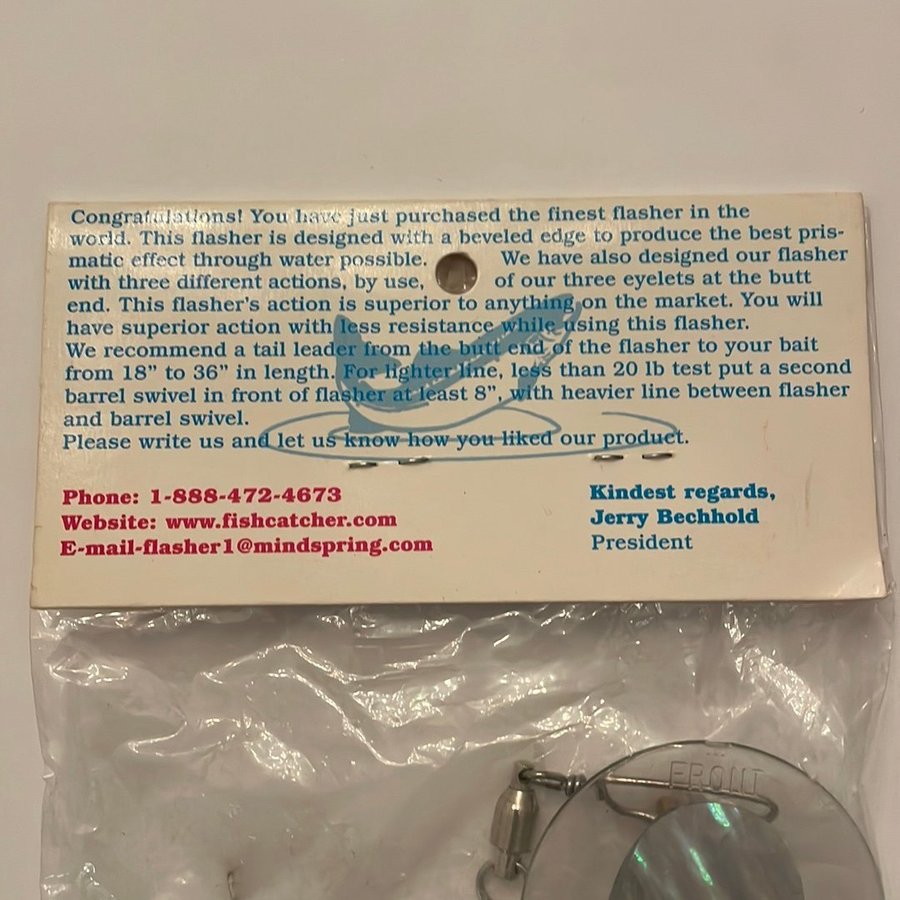 Congratulations! You have just purchased the finest flasher in the
world. This flasher is designed with a beveled edge to produce the best pris-
matic effect through water possible. We have also designed our flasher
with three different actions, by use, of our three eyelets at the butt
end. This flasher's action is superior to anything on the market. You will
have superior action with less resistance while using this flasher.
We recommend a tail leader from the butt end of the flasher to your bait
from 18" to 36" in length. For lighter line, less than 20 lb test put a second
barrel swivel in front of flasher at least 8", with heavier line between flasher
and barrel swivel.
Please write us and let us know how you liked our product.
Phone: 1-888-472-4673
Website: www.fishcatcher.com
E-mail-flasher1@mindspring.com
Kindest regards,
Jerry Bechhold
President
FRONT